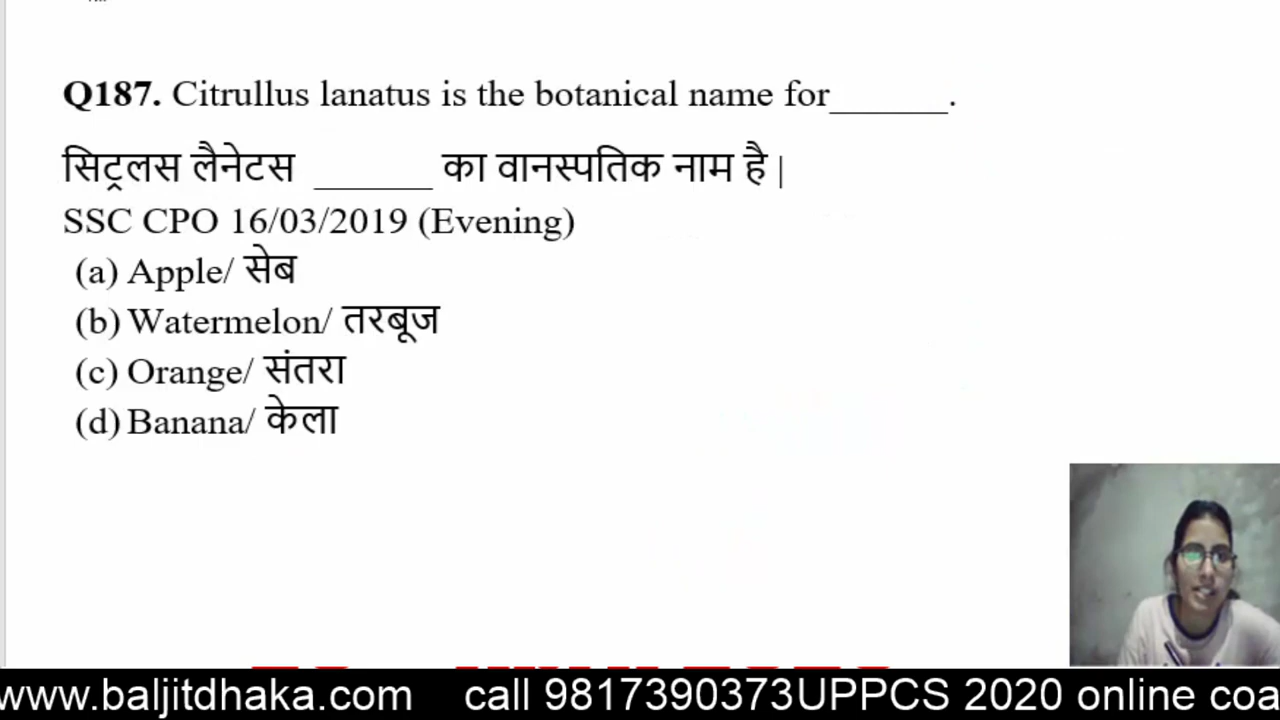 Q187. Citrullus lanatus is the botanical name for______.
सिट्रलस लैनेटस ______ का वानस्पतिक नाम है |
SSC CPO 16/03/2019 (Evening)
(a) Apple/ सेब
(b) Watermelon/ तरबूज
(c) Orange/ संतरा
(d) Banana/ केला
www.baljitdhaka.com call 9817390373UPPCS 2020 online coa